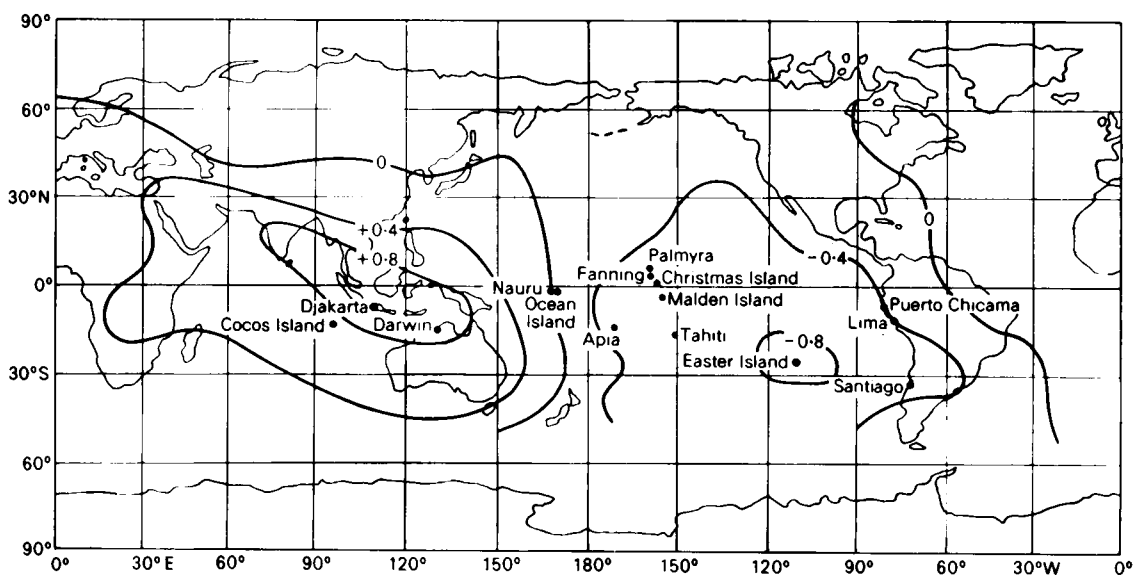 90°
60°
0
30°N
+0·4
+0·8
0
Palmyra
Fanning
Christmas Island
-0·4
0°
Nauru
Ocean
Island
Malden Island
Djakarta
Puerto Chicama
Cocos Island
Darwin
Apia
Tahiti
Lima
-0·8
Easter Island
30°S
Santiago
60°
90°
0° 30°E 60° 90° 120° 150° 180° 150° 120° 90° 60° 30°W 0°